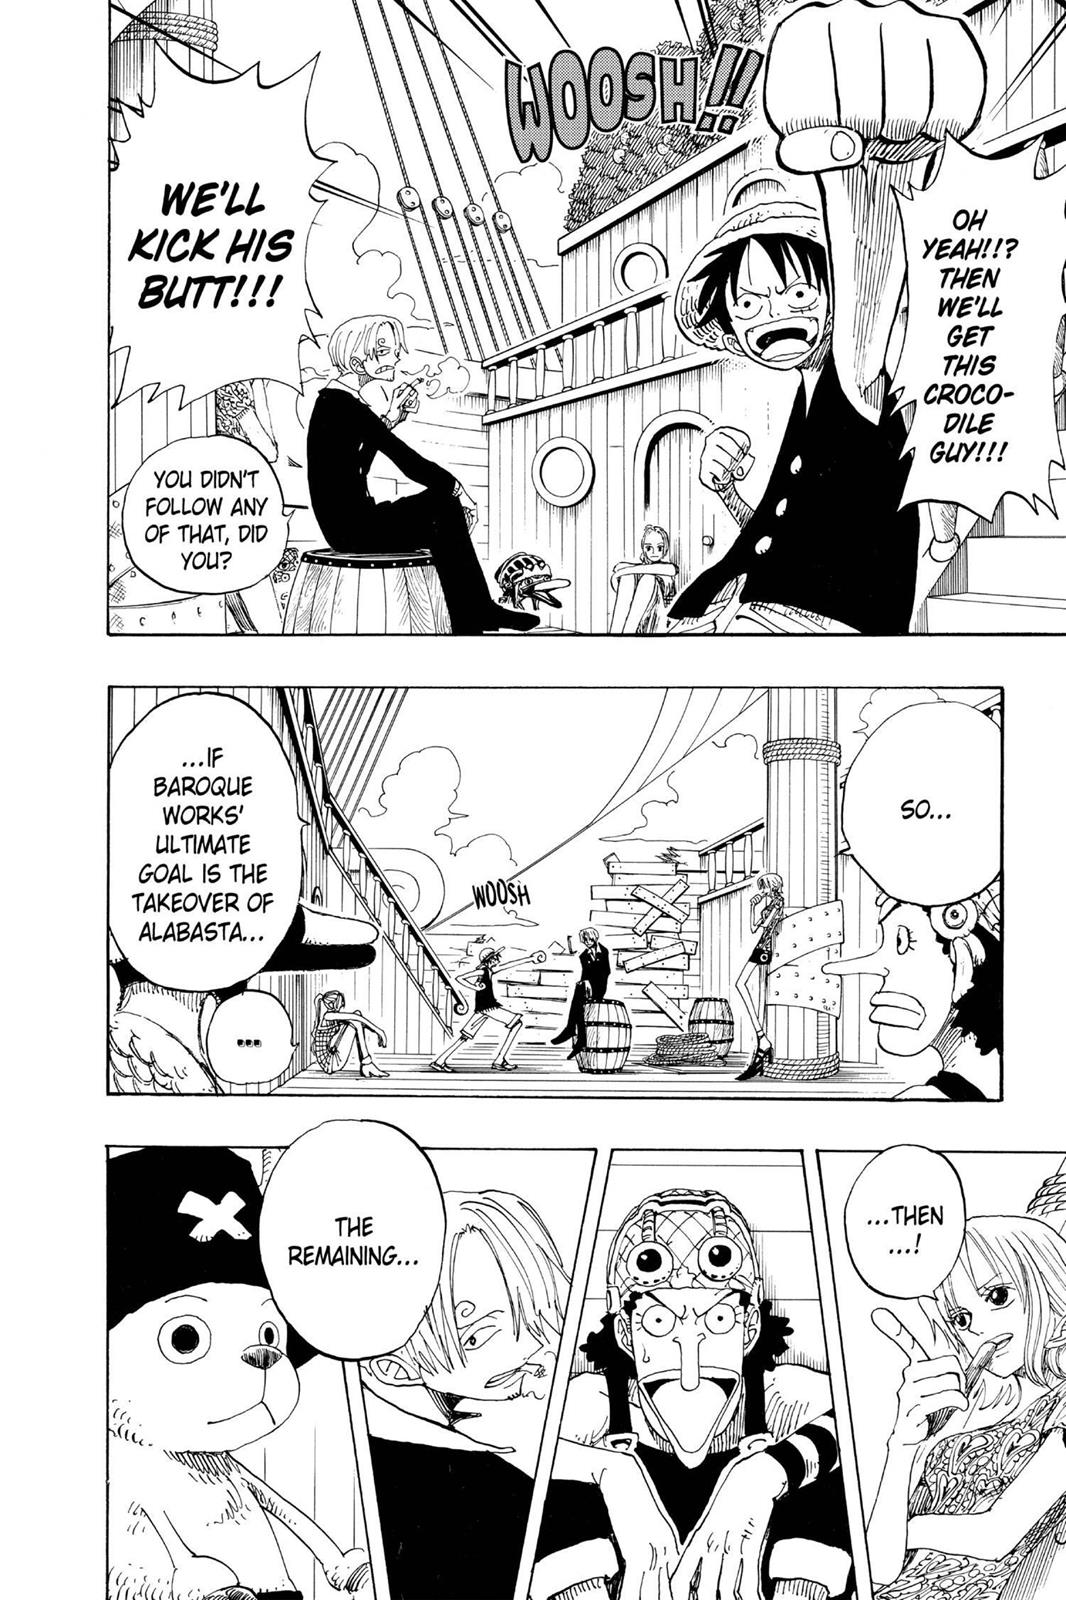 WOOSH!!
OH
YEAH!!?
THEN
WE'LL
GET
THIS
CROCO-
DILE
GUY!!!
WE'LL
KICK HIS
BUTT!!!
YOU DIDN'T
FOLLOW ANY
OF THAT, DID
YOU?
SO...
WOOSH
...IF
BAROQUE
WORKS'
ULTIMATE
GOAL IS THE
TAKEOVER OF
ALABASTA...
...
...THEN
...!
THE
REMAINING...